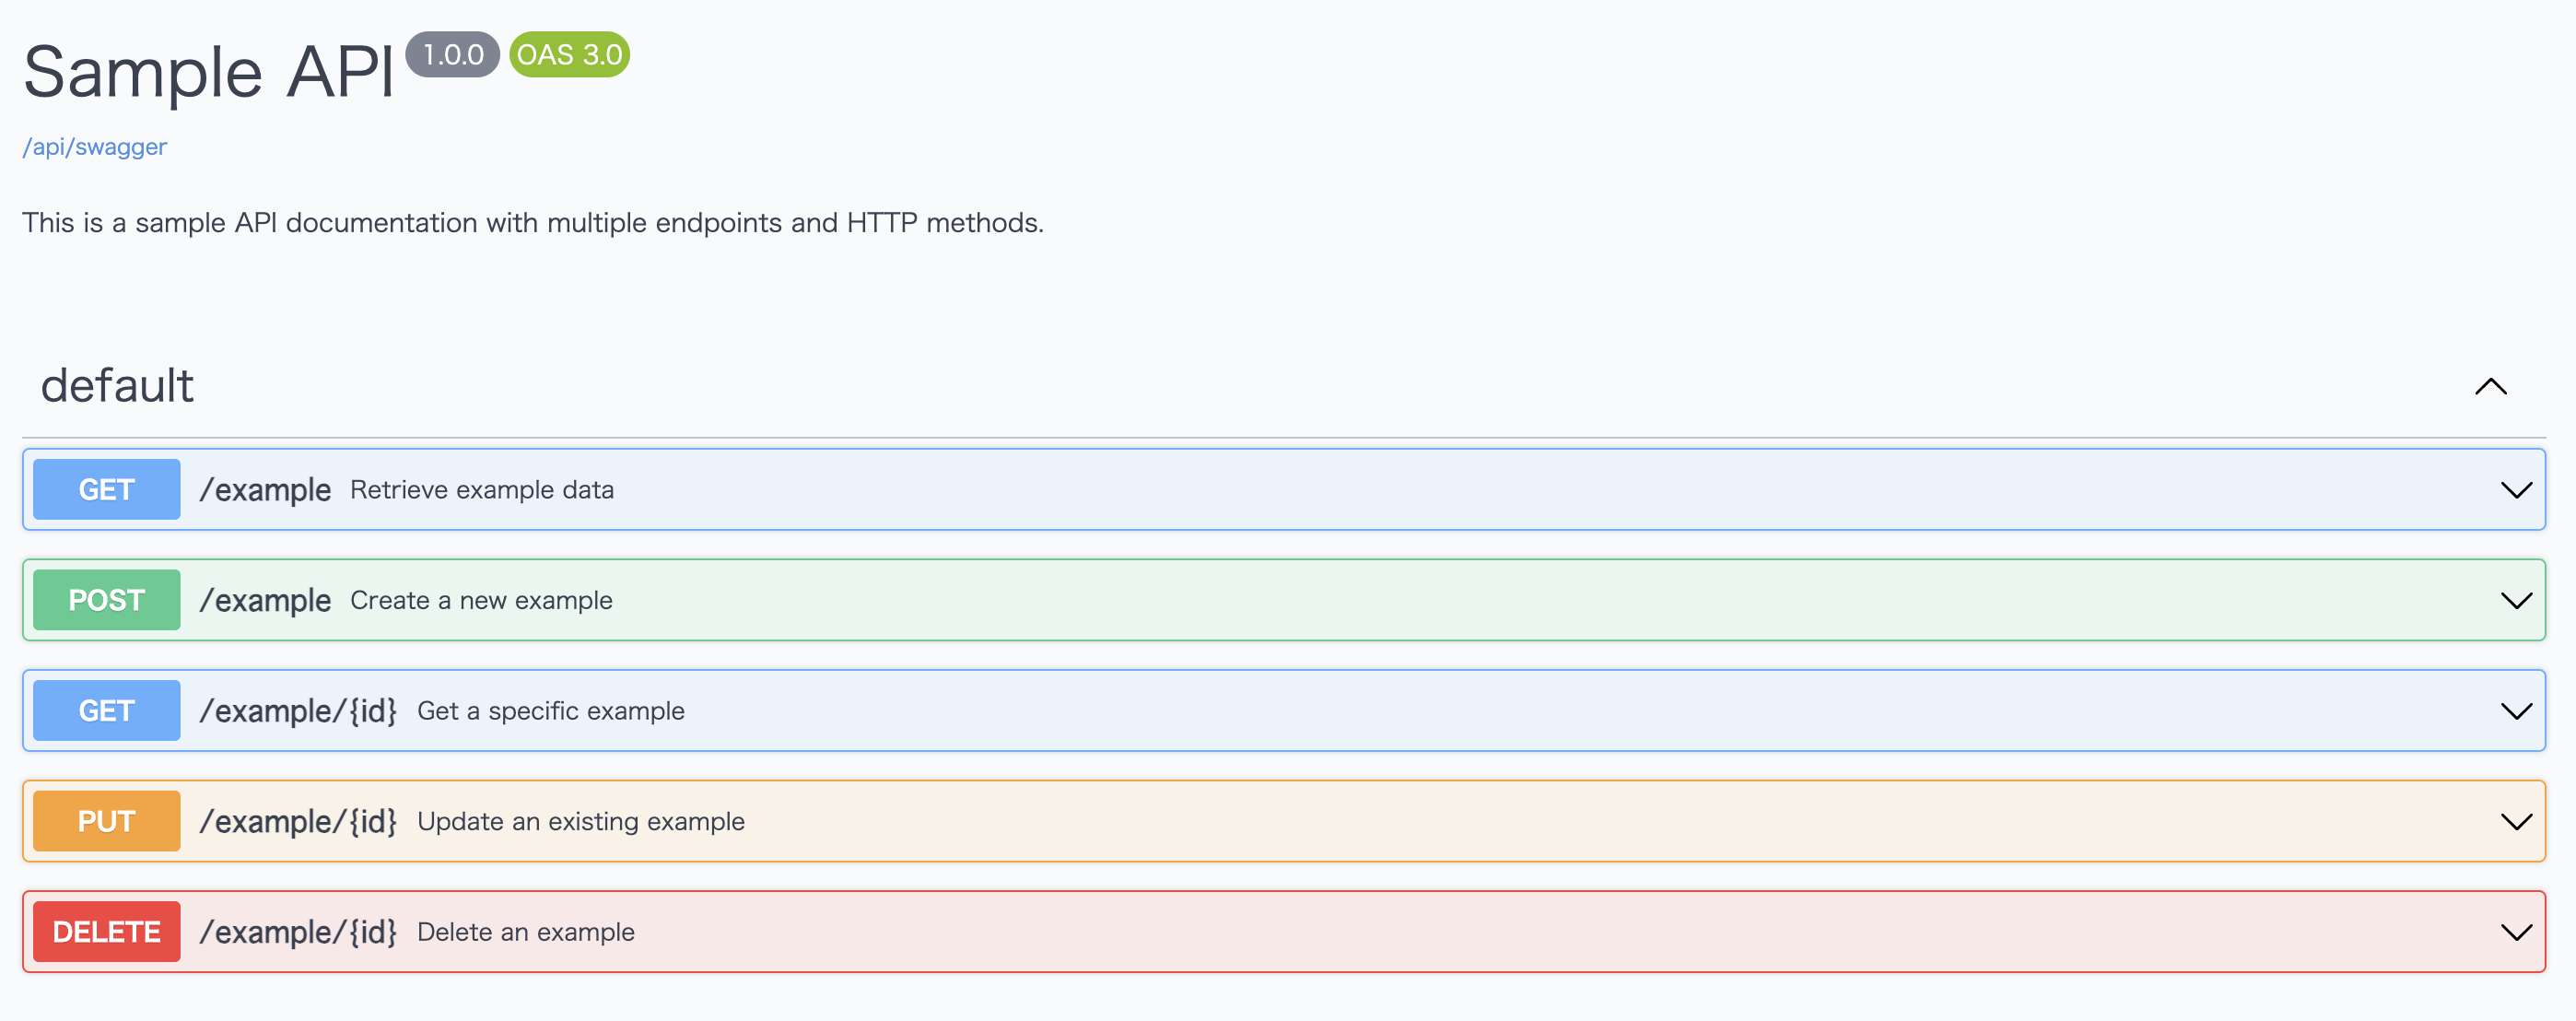 Sample API 1.0.0 OAS 3.0
/api/swagger
This is a sample API documentation with multiple endpoints and HTTP methods.
default
GET /example Retrieve example data
POST /example Create a new example
GET /example/{id} Get a specific example
PUT /example/{id} Update an existing example
DELETE /example/{id} Delete an example